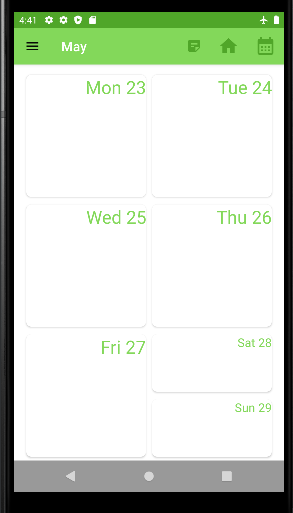 4:41
May
Mon 23
Tue 24
Wed 25
Thu 26
Fri 27
Sat 28
Sun 29